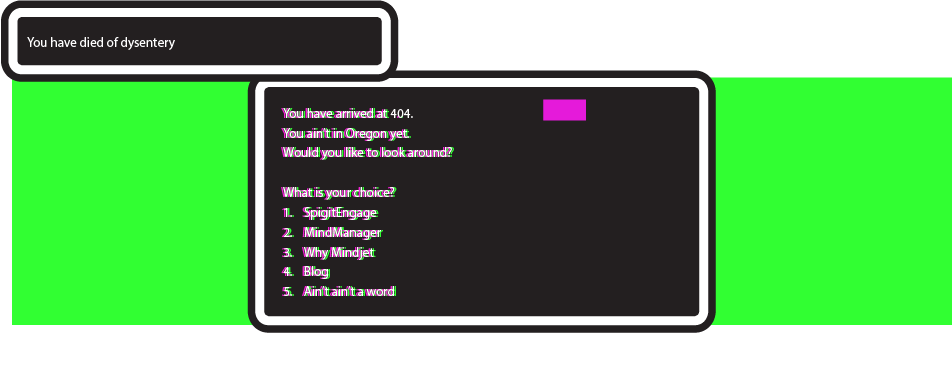 You have died of dysentery
You have arrived at 404.
You ain't in Oregon yet.
Would you like to look around?
What is your choice?
1. SpigitEngage
2. MindManager
3. Why Mindjet
4. Blog
5. Ain't ain't a word